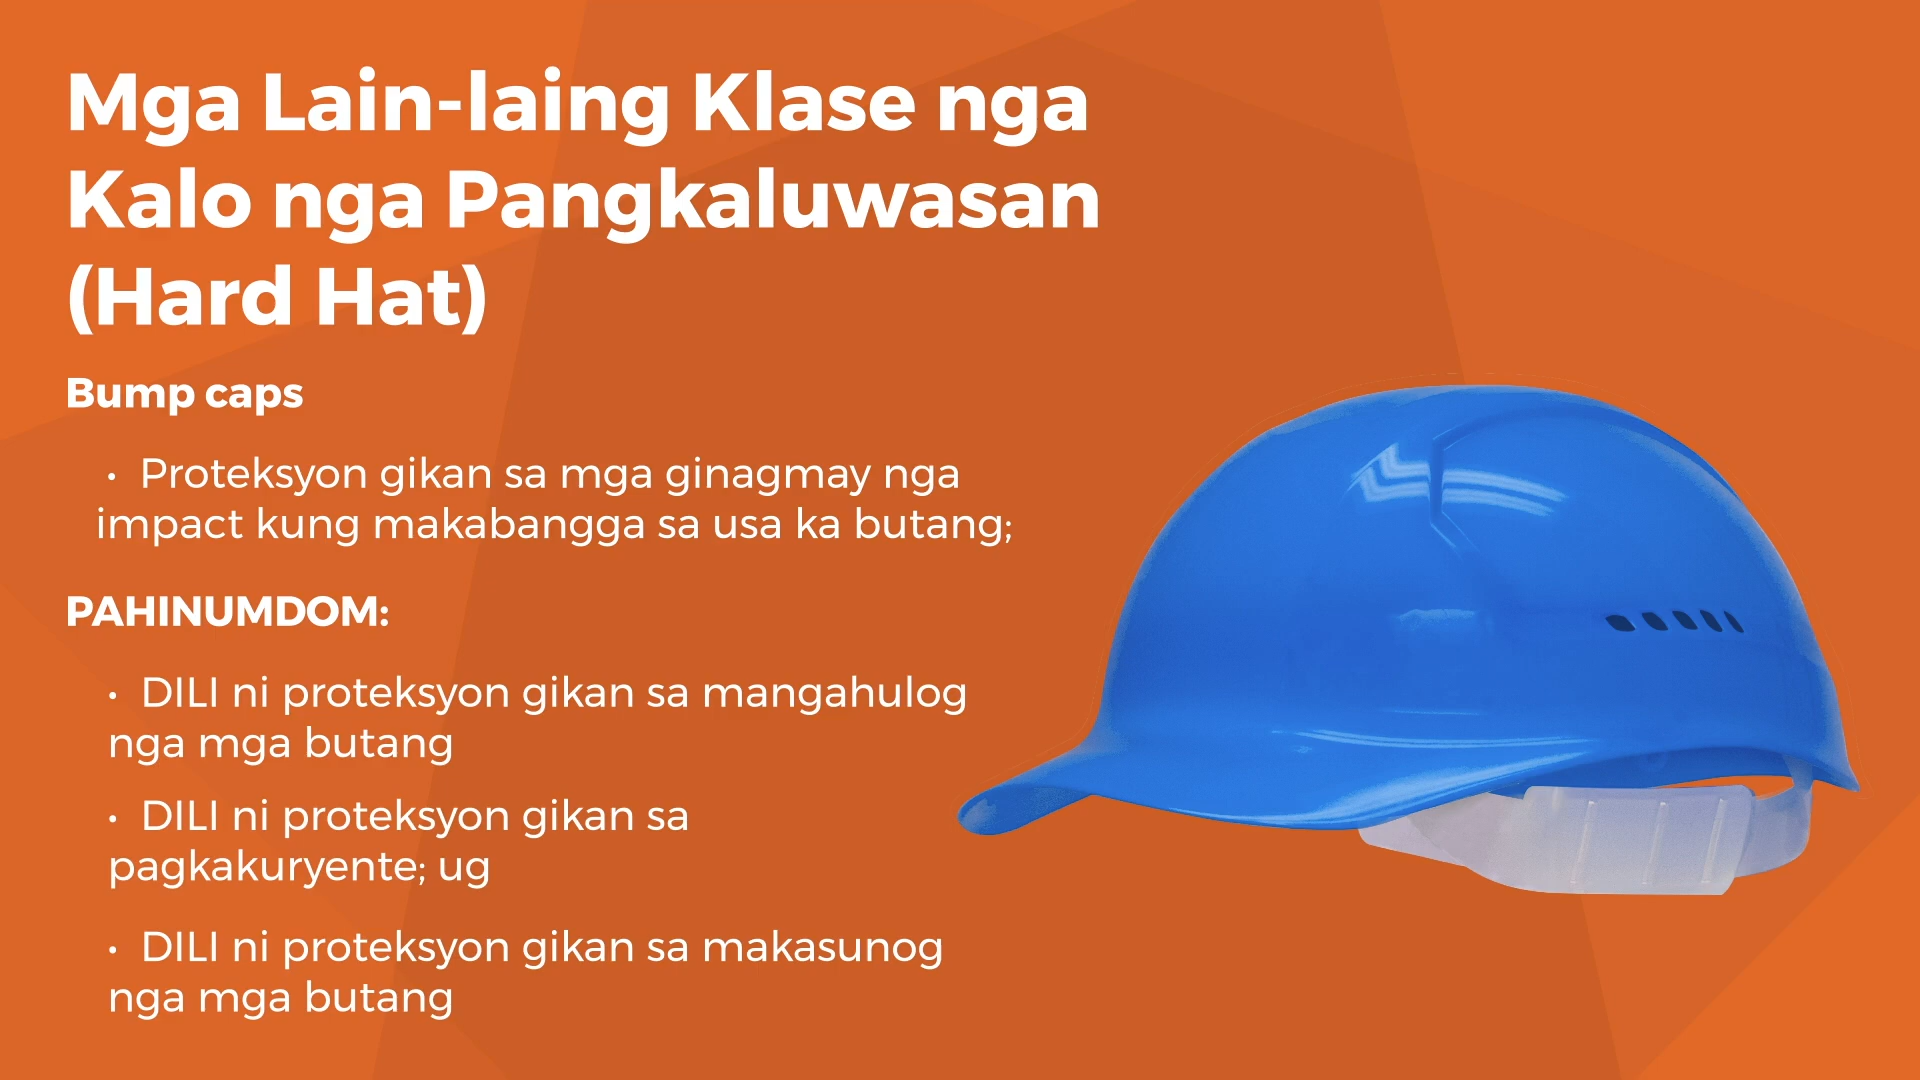 Mga Lain-laing Klase nga
Kalo nga Pangkaluwasan
(Hard Hat)
Bump caps
• Proteksyon gikan sa mga ginagmay nga
impact kung makabangga sa usa ka butang;
PAHINUMDOM:
• DILI ni proteksyon gikan sa mangahulog
nga mga butang
• DILI ni proteksyon gikan sa
pagkakuryente; ug
• DILI ni proteksyon gikan sa makasunog
nga mga butang